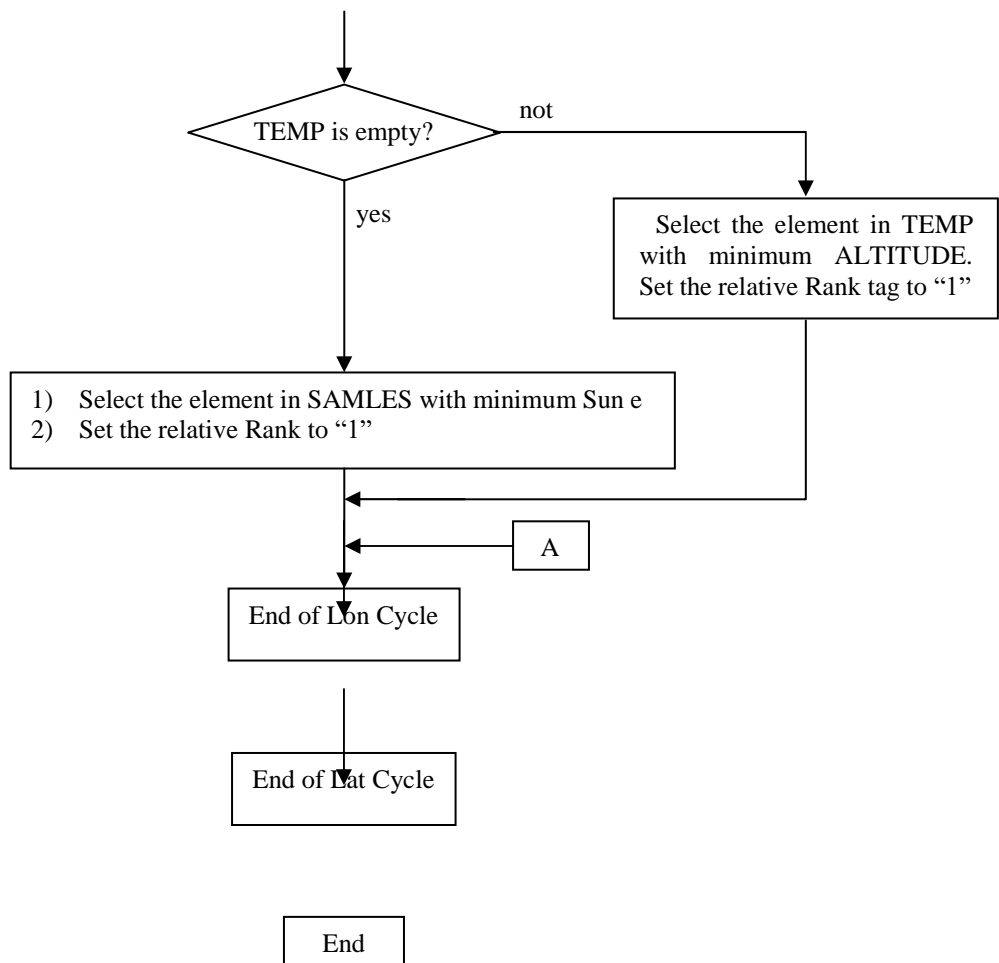 TEMP is empty?
not
yes
Select the element in TEMP
with minimum ALTITUDE.
Set the relative Rank tag to “1”
1) Select the element in SAMLES with minimum Sun e
2) Set the relative Rank to “1”
A
End of Lon Cycle
End of Lat Cycle
End